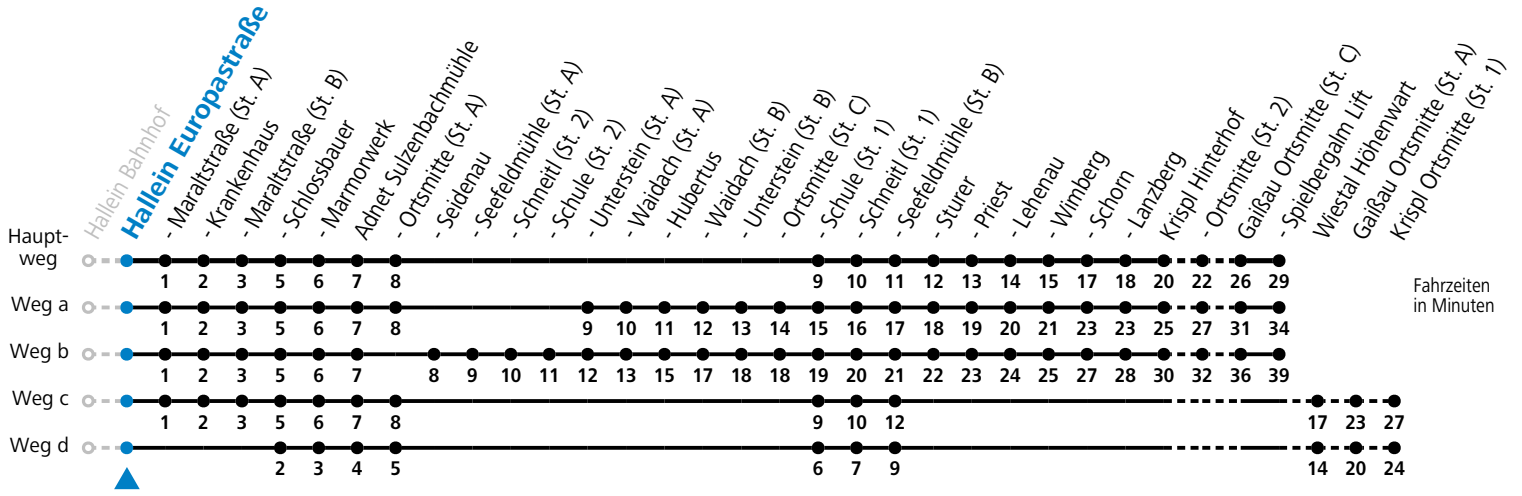 Hallein Bahnhof
Hallein Europastraße
- Maraltstraße (St. A)
- Krankenhaus
- Maraltstraße (St. B)
- Schlossbauer
- Marmorwerk
Adnet Sulzenbachmühle
- Ortsmitte (St. A)
- Seidenau
- Seefeldmühle (St. A)
- Schneitl (St. 2)
- Schule (St. 2)
- Unterstein (St. A)
- Waidach (St. A)
- Hubertus
- Waidach (St. B)
- Unterstein (St. B)
- Ortsmitte (St. C)
- Schule (St. 1)
- Schneitl (St. 1)
- Seefeldmühle (St. B)
- Sturer
- Priest
- Lehenau
- Wimberg
- Schorn
- Lanzberg
Krispl Hinterhof
- Ortsmitte (St. 2)
Gaißau Ortsmitte (St. C)
- Spielbergalm Lift
Wiestal Höhenwart
Gaißau Ortsmitte (St. A)
Krispl Ortsmitte (St. 1)
Haupt-
weg
1 2 3 5 6 7 8 9 10 11 12 13 14 15 17 18 20 22 26 29
Weg a
1 2 3 5 6 7 8 9 10 11 12 13 14 15 16 17 18 19 20 21 23 23 25 27 31 34
Weg b
1 2 3 5 6 7 8 9 10 11 12 13 15 17 18 18 19 20 21 22 23 24 25 27 28 30 32 36 39
Weg c
1 2 3 5 6 7 8 9 10 12 17 23 27
Weg d
2 3 4 5 6 7 9 14 20 24
Fahrzeiten
in Minuten